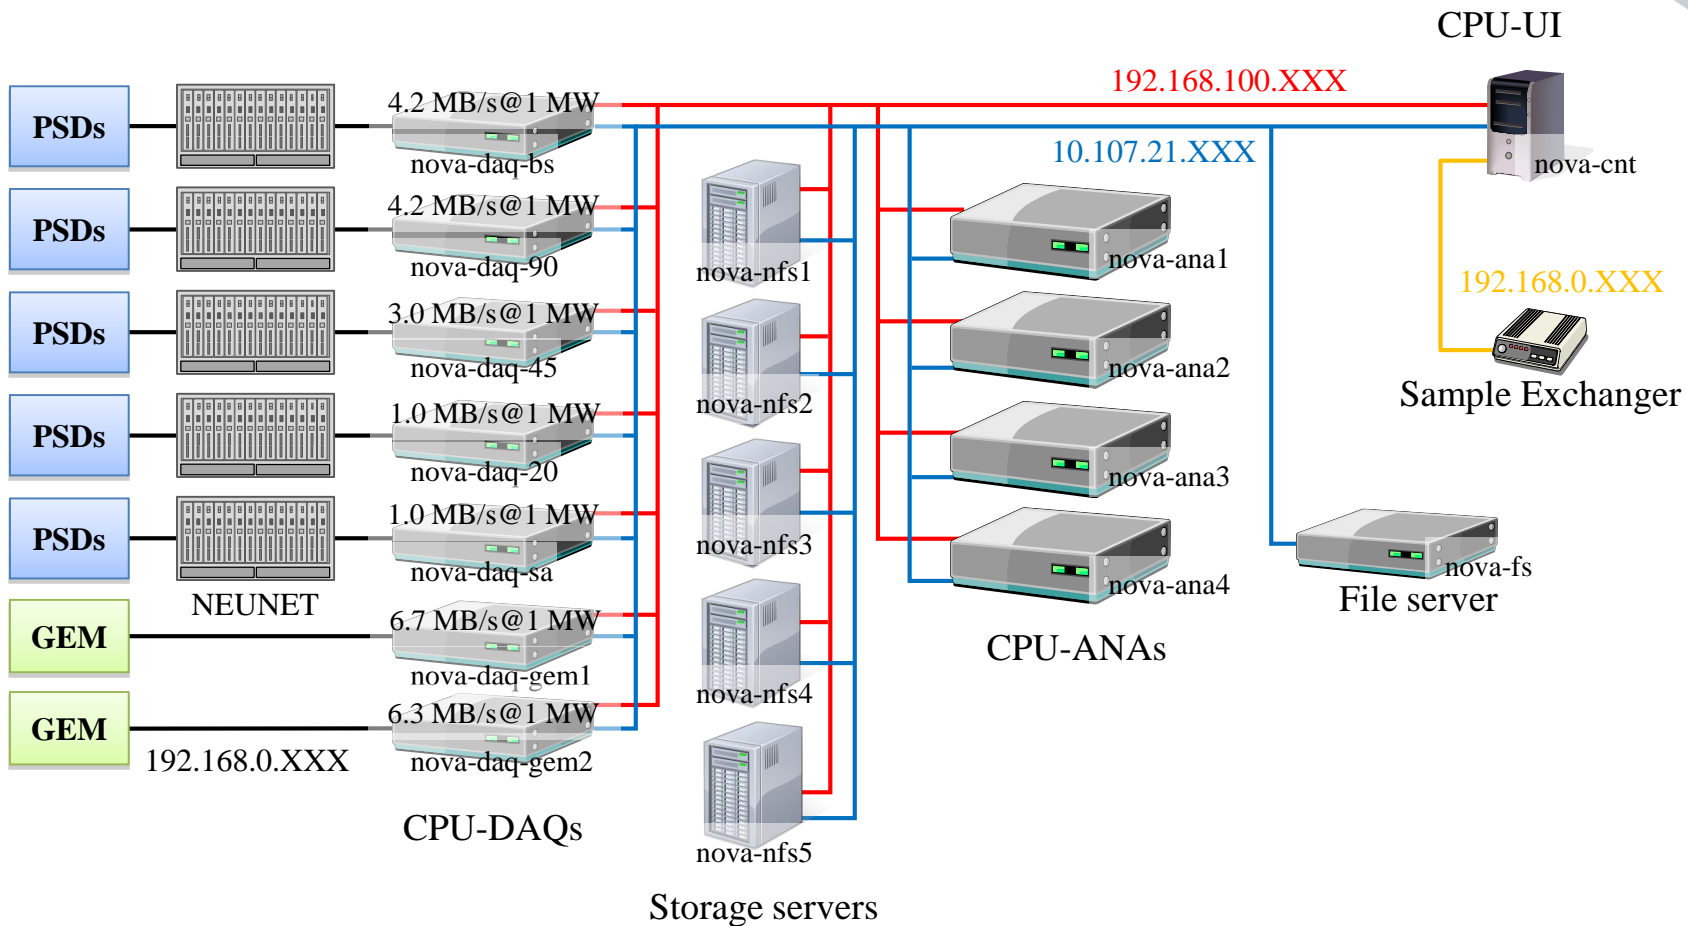 CPU-UI
192.168.100.XXX
10.107.21.XXX
nova-cnt
192.168.0.XXX
Sample Exchanger
PSDs
4.2 MB/s@1 MW
nova-daq-bs
PSDs
4.2 MB/s@1 MW
nova-daq-90
PSDs
3.0 MB/s@1 MW
nova-daq-45
PSDs
1.0 MB/s@1 MW
nova-daq-20
PSDs
1.0 MB/s@1 MW
nova-daq-sa
NEUNET
GEM
6.7 MB/s@1 MW
nova-daq-gem1
GEM
6.3 MB/s@1 MW
nova-daq-gem2
192.168.0.XXX
CPU-DAQs
nova-nfs1
nova-nfs2
nova-nfs3
nova-nfs4
nova-nfs5
Storage servers
nova-ana1
nova-ana2
nova-ana3
nova-ana4
CPU-ANAs
nova-fs
File server